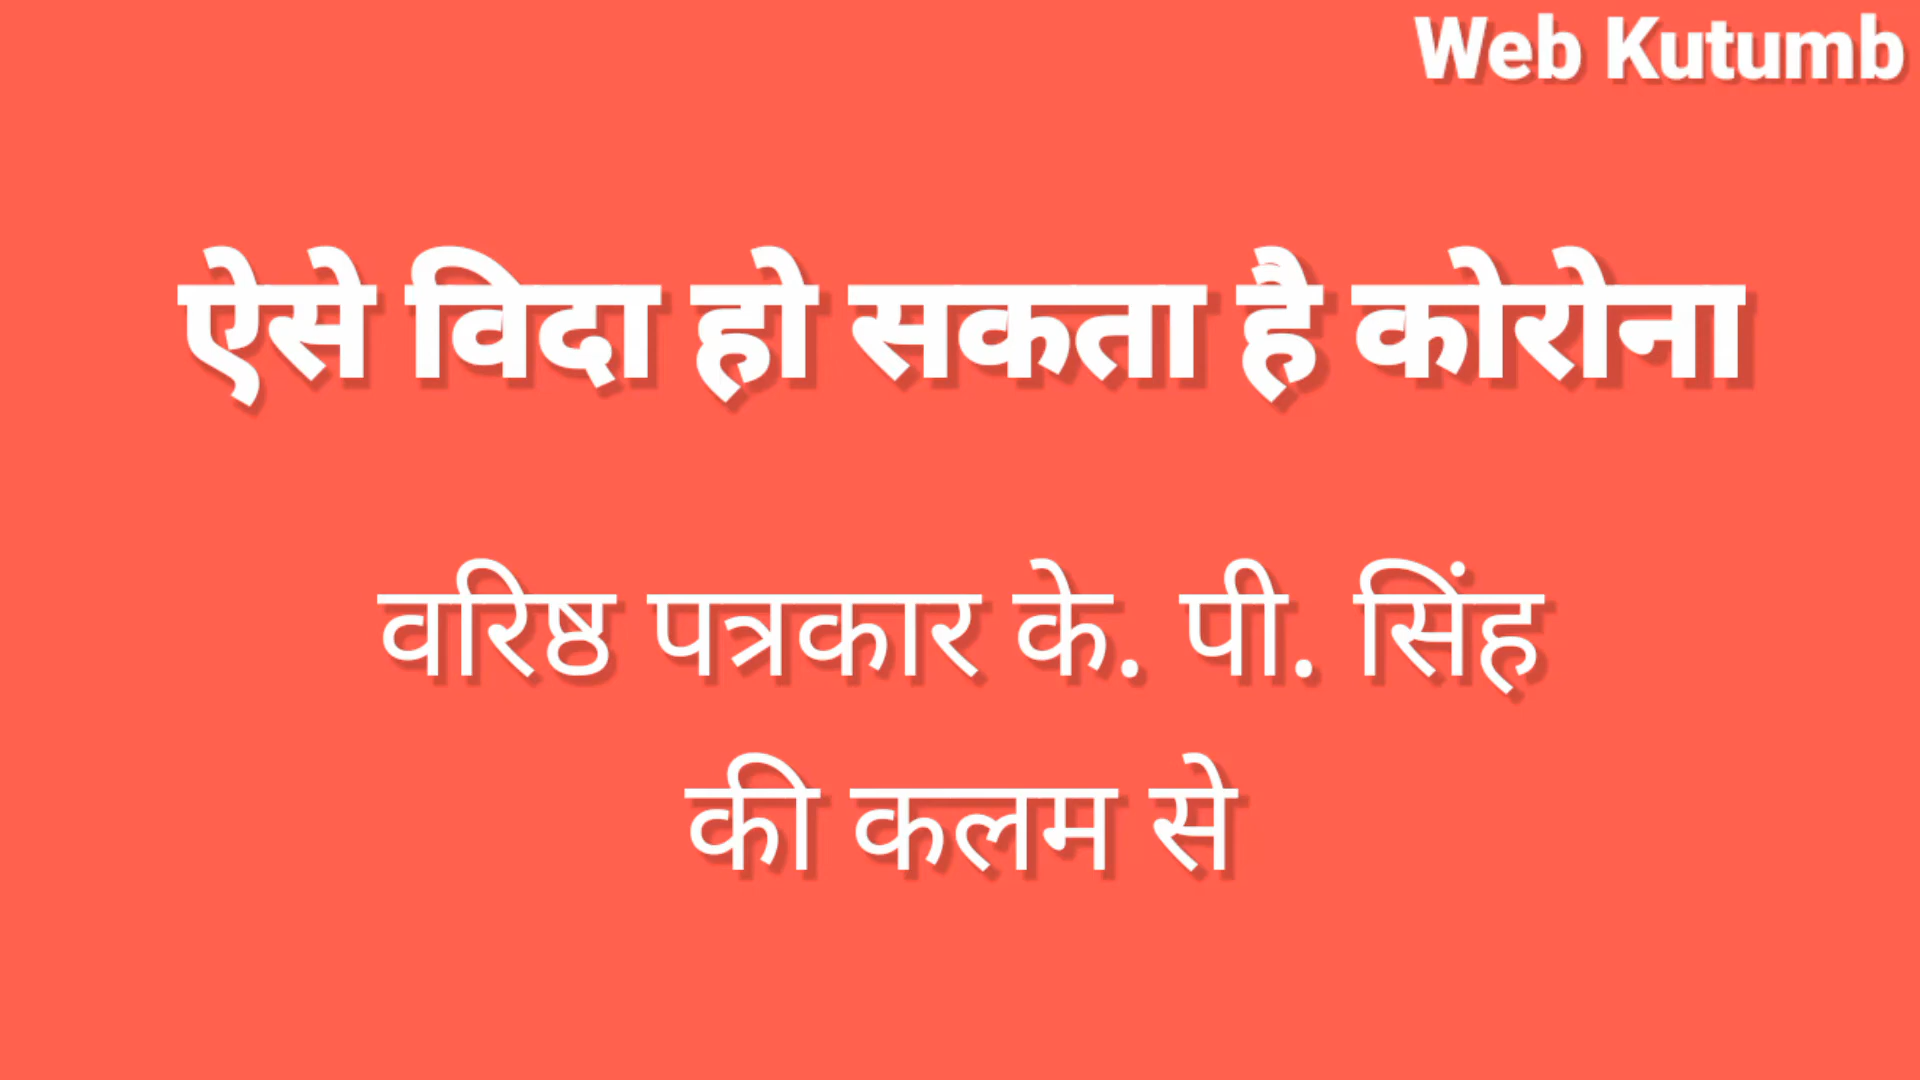 Web Kutumb
ऐसे विदा हो सकता है कोरोना
वरिष्ठ पत्रकार के. पी. सिंह
की कलम से